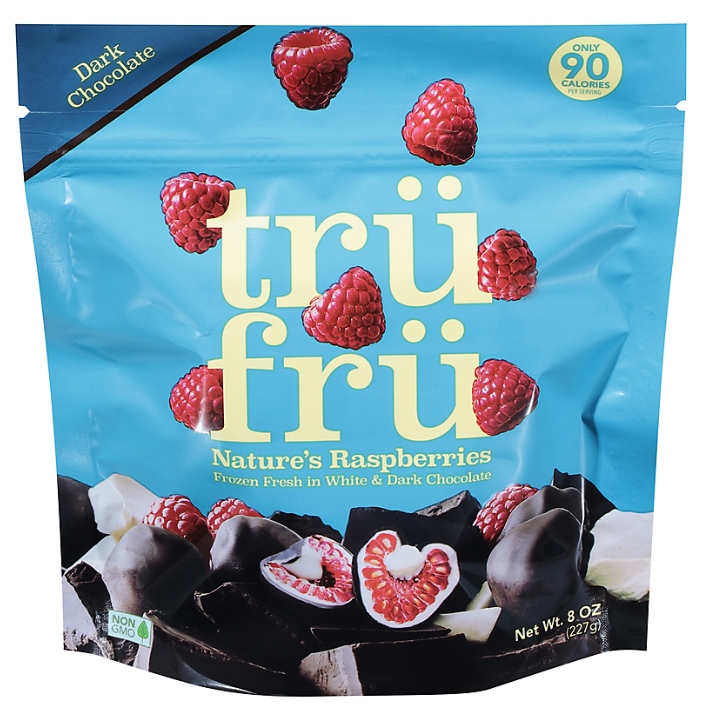 Dark
Chocolate
ONLY
90
CALORIES
PER SERVING
trü
frü
Nature's Raspberries
Frozen Fresh in White & Dark Chocolate
NON
GMO
Net Wt. 8 OZ
(227g)